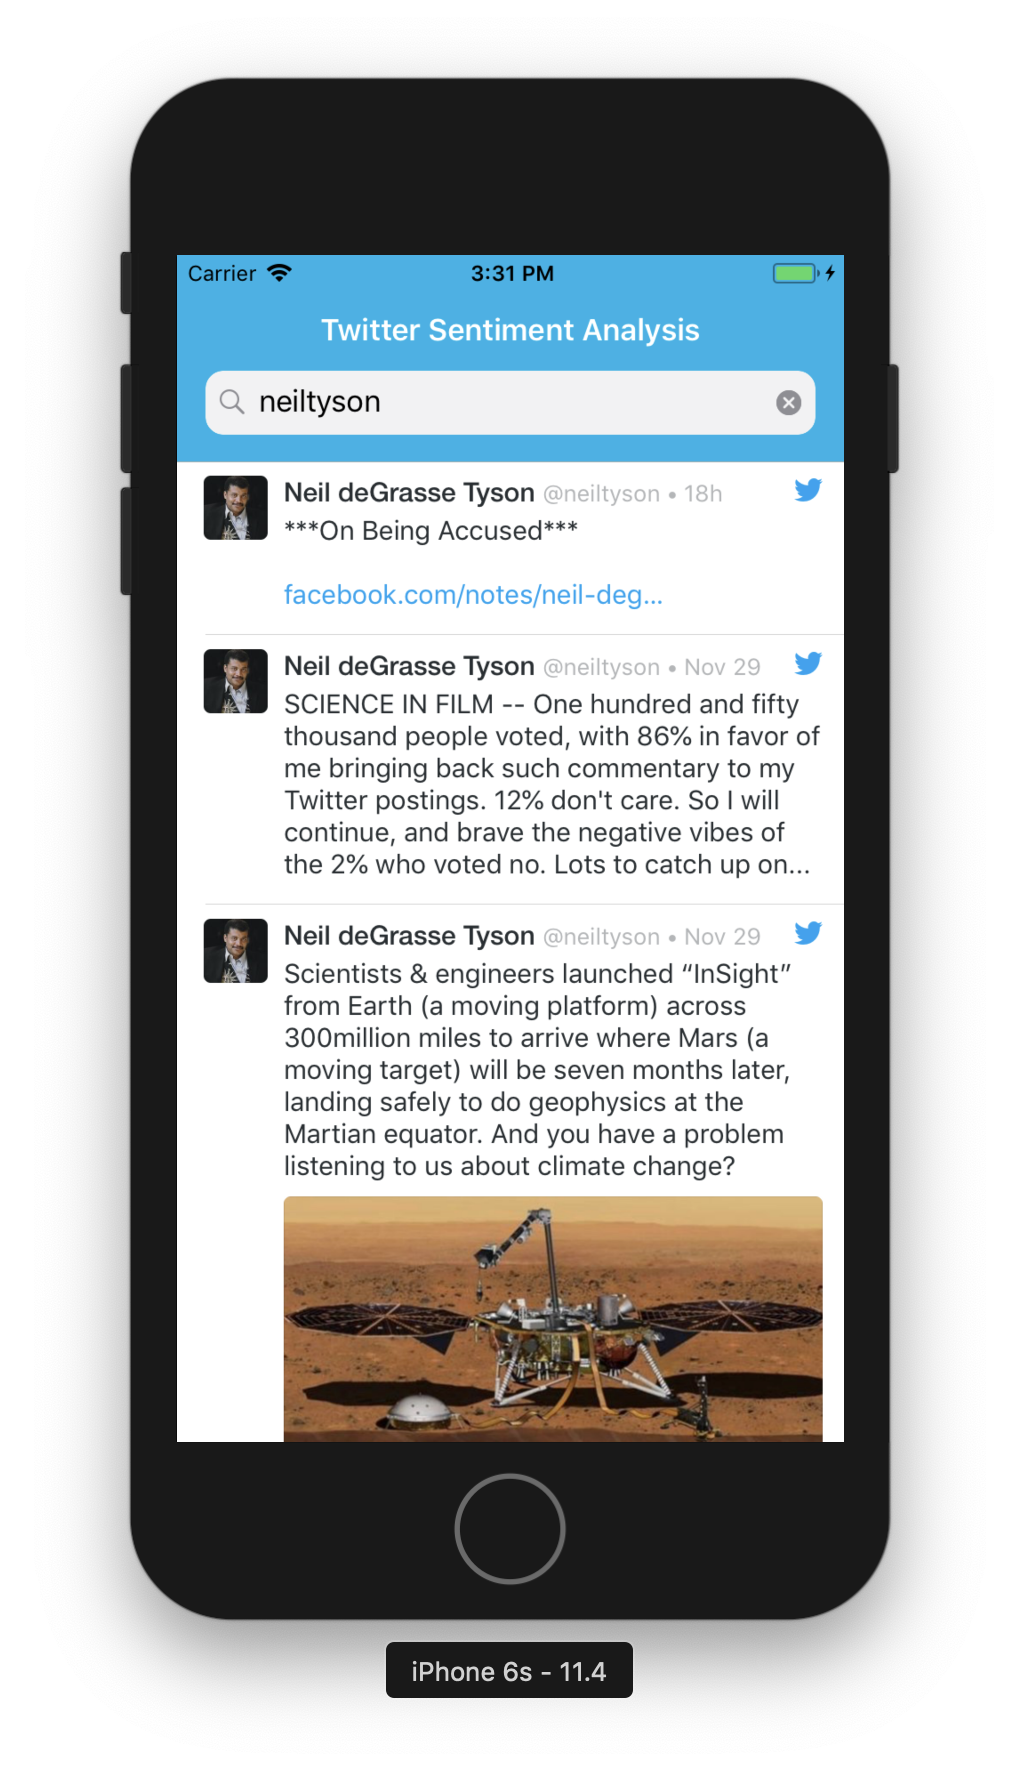 Carrier 3:31 PM
Twitter Sentiment Analysis
neiltyson
Neil deGrasse Tyson @neiltyson • 18h
***On Being Accused***
facebook.com/notes/neil-deg...
Neil deGrasse Tyson @neiltyson • Nov 29
SCIENCE IN FILM -- One hundred and fifty
thousand people voted, with 86% in favor of
me bringing back such commentary to my
Twitter postings. 12% don't care. So I will
continue, and brave the negative vibes of
the 2% who voted no. Lots to catch up on...
Neil deGrasse Tyson @neiltyson • Nov 29
Scientists & engineers launched “InSight”
from Earth (a moving platform) across
300million miles to arrive where Mars (a
moving target) will be seven months later,
landing safely to do geophysics at the
Martian equator. And you have a problem
listening to us about climate change?
iPhone 6s - 11.4